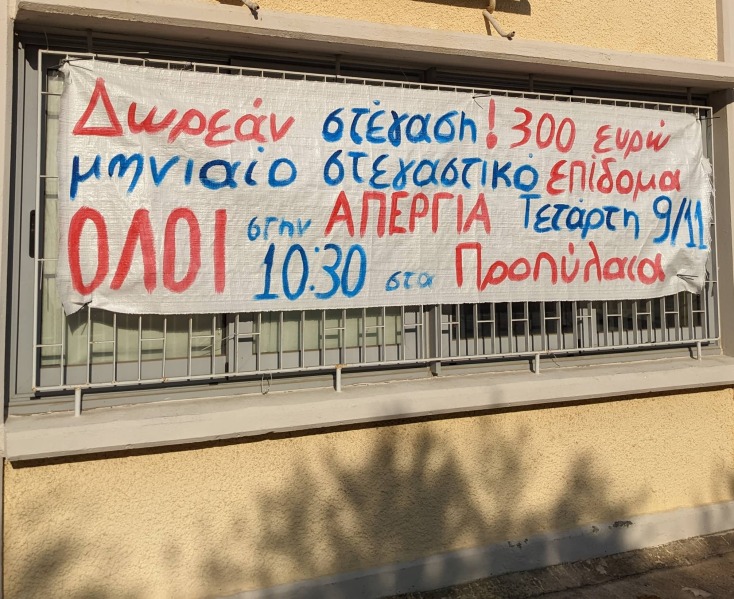 Δωρεάν στέγαση! 300 ευρώ
μηνιαίο στεγαστικό επίδομα
ΟΛΟΙ στην ΑΠΕΡΓΙΑ Τετάρτη 9/11
10:30 στα Προπύλαια